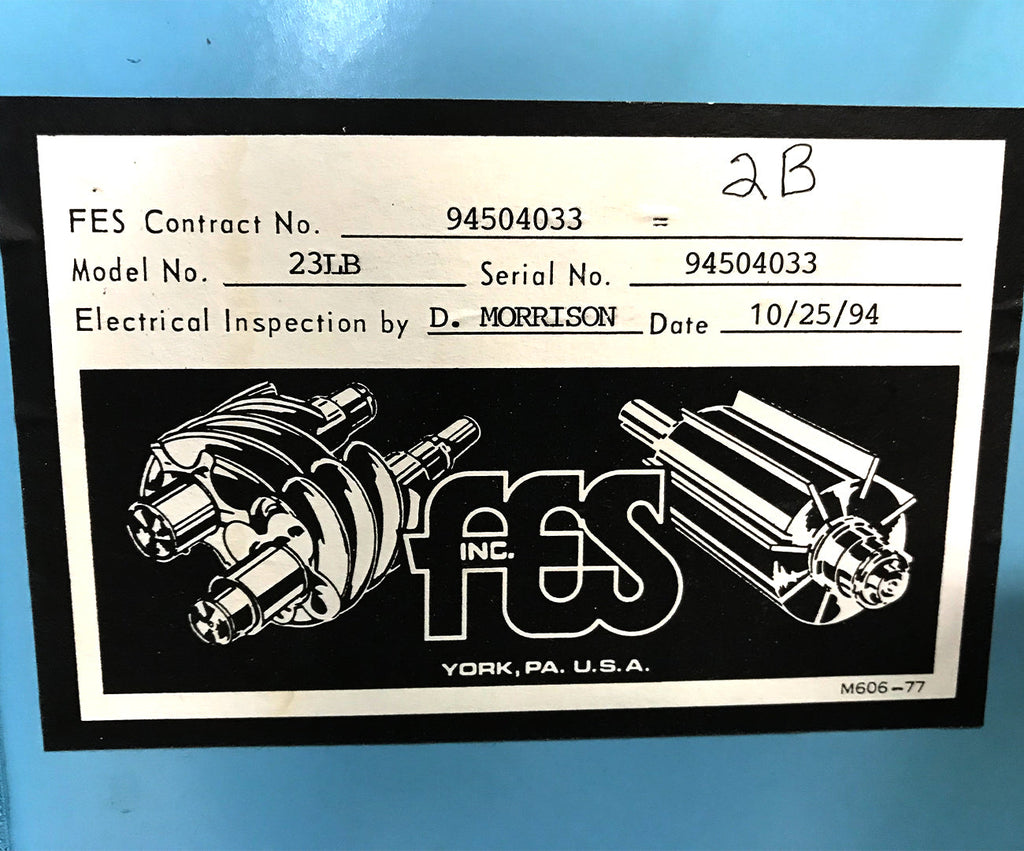 2B
FES Contract No. 94504033 =
Model No. 23LB Serial No. 94504033
Electrical Inspection by D. MORRISON Date 10/25/94
FES
INC.
YORK, PA. U.S.A.
M606-77